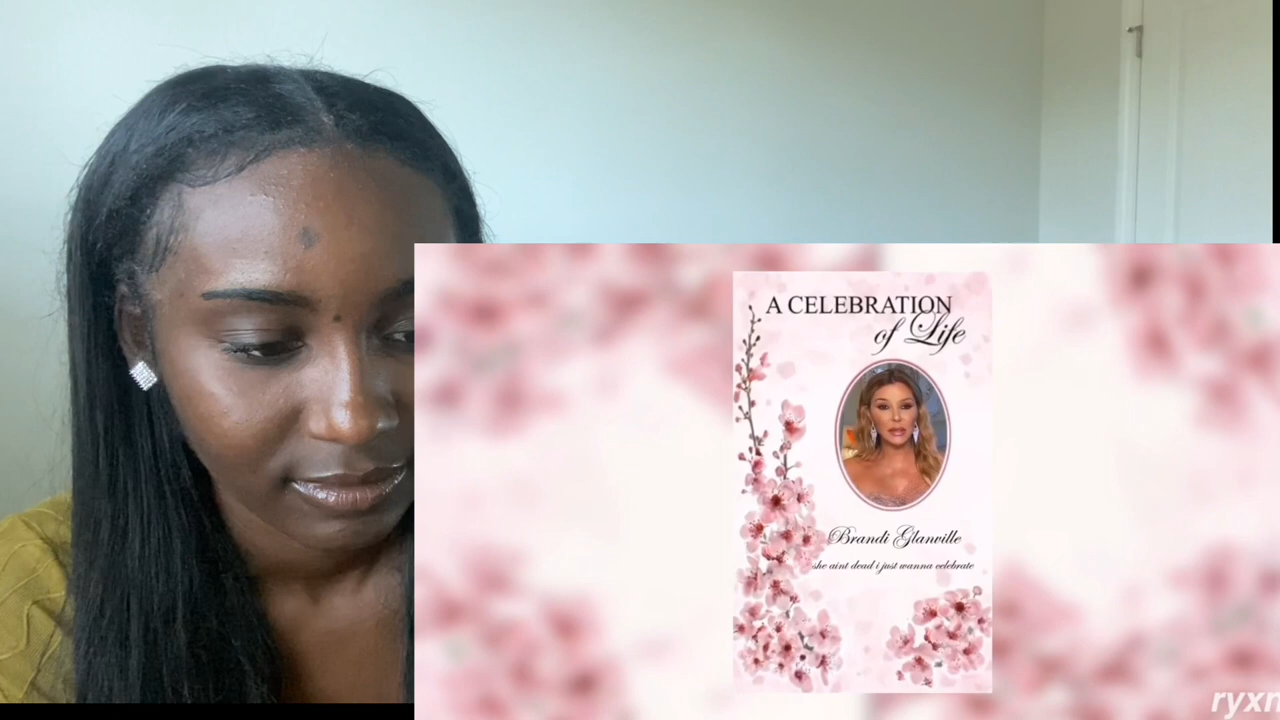 A CELEBRATION
of Life
Brandi Glanville
she aint dead i just wanna celebrate
ryxn